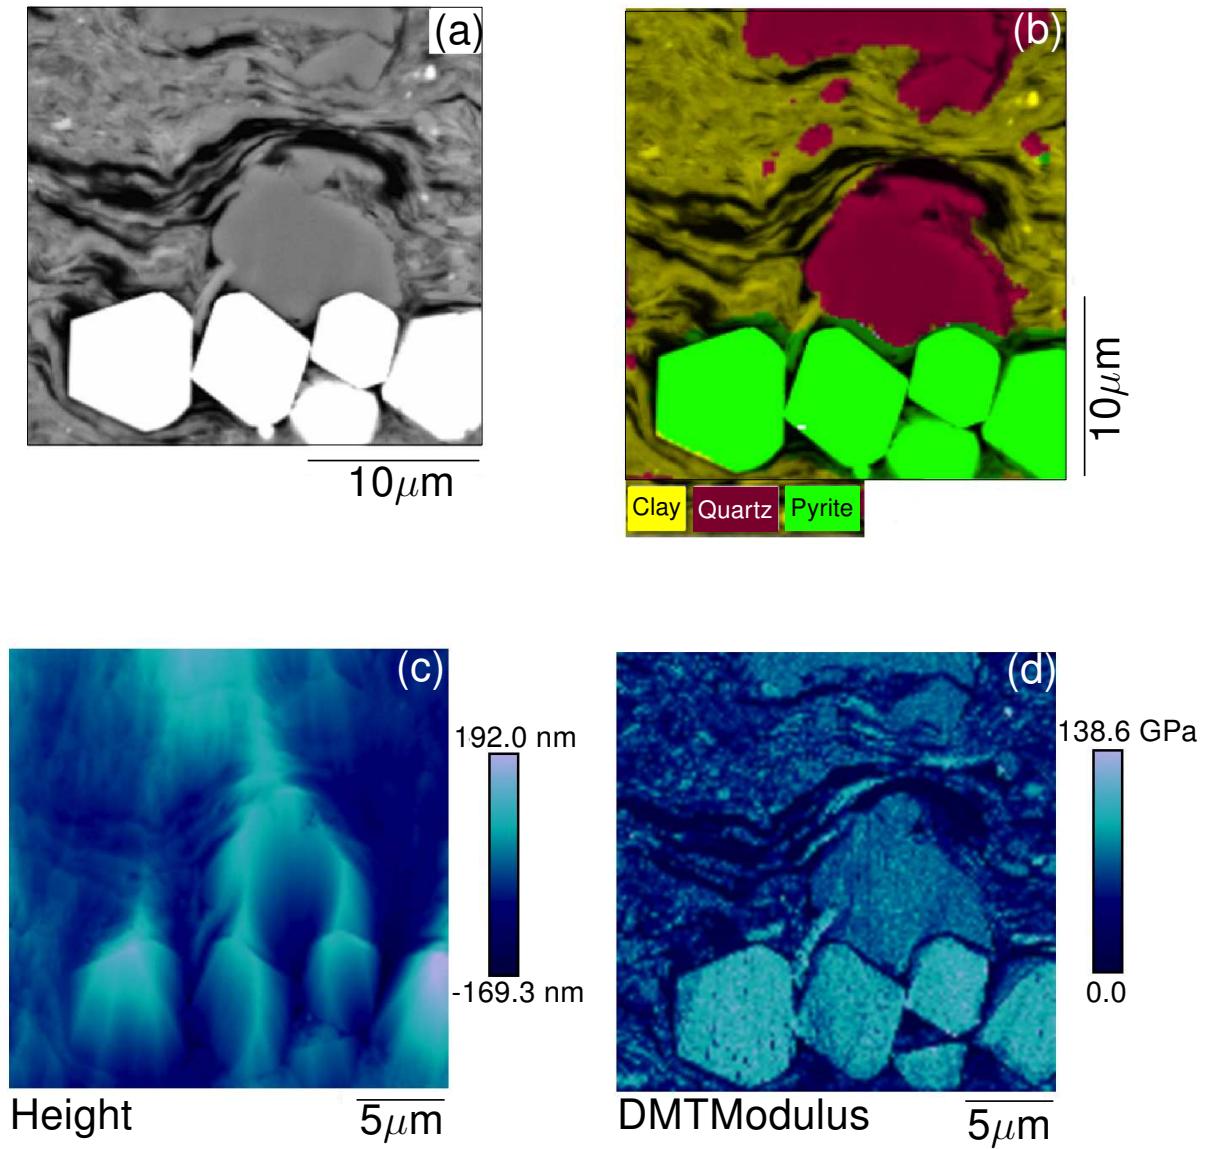 (a)
10μm
(b)
10μm
Clay Quartz Pyrite
(c)
192.0 nm
-169.3 nm
Height
5μm
(d)
138.6 GPa
0.0
DMTModulus
5μm